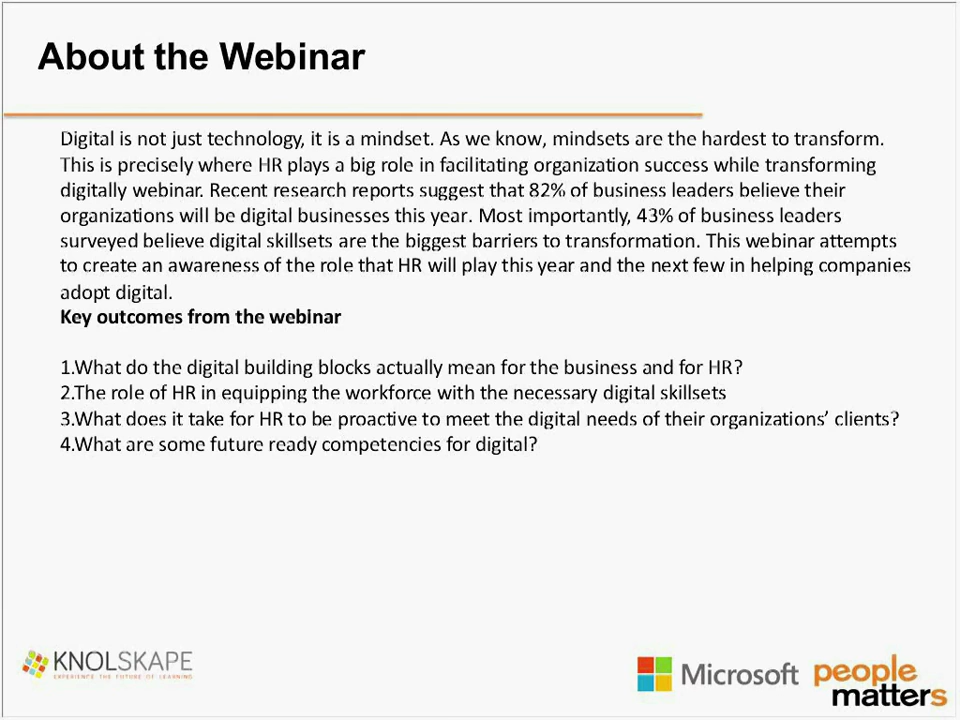 About the Webinar
Digital is not just technology, it is a mindset. As we know, mindsets are the hardest to transform.
This is precisely where HR plays a big role in facilitating organization success while transforming
digitally webinar. Recent research reports suggest that 82% of business leaders believe their
organizations will be digital businesses this year. Most importantly, 43% of business leaders
surveyed believe digital skillsets are the biggest barriers to transformation. This webinar attempts
to create an awareness of the role that HR will play this year and the next few in helping companies
adopt digital.
Key outcomes from the webinar
1.What do the digital building blocks actually mean for the business and for HR?
2.The role of HR in equipping the workforce with the necessary digital skillsets
3.What does it take for HR to be proactive to meet the digital needs of their organizations’ clients?
4.What are some future ready competencies for digital?
KNOLSKAPE
EXPERIENCE THE FUTURE OF LEARNING
Microsoft
people
matters